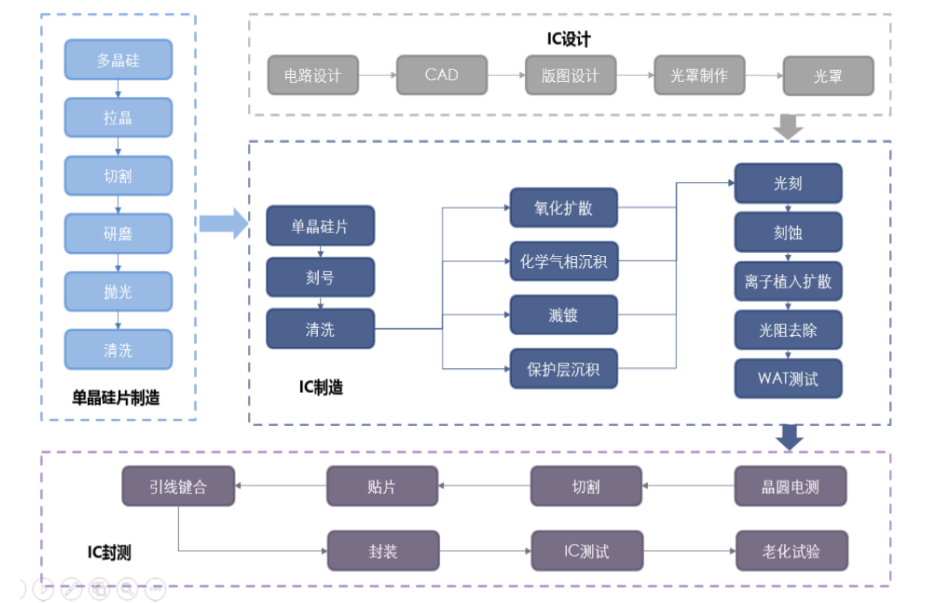 多晶硅
拉晶
切割
研磨
抛光
清洗
单晶硅片制造
IC设计
电路设计
CAD
版图设计
光罩制作
光罩
单晶硅片
刻号
清洗
氧化扩散
化学气相沉积
溅镀
保护层沉积
光刻
刻蚀
离子植入扩散
光阻去除
WAT测试
IC制造
晶圆电测
切割
贴片
引线键合
封装
IC测试
老化试验
IC封测